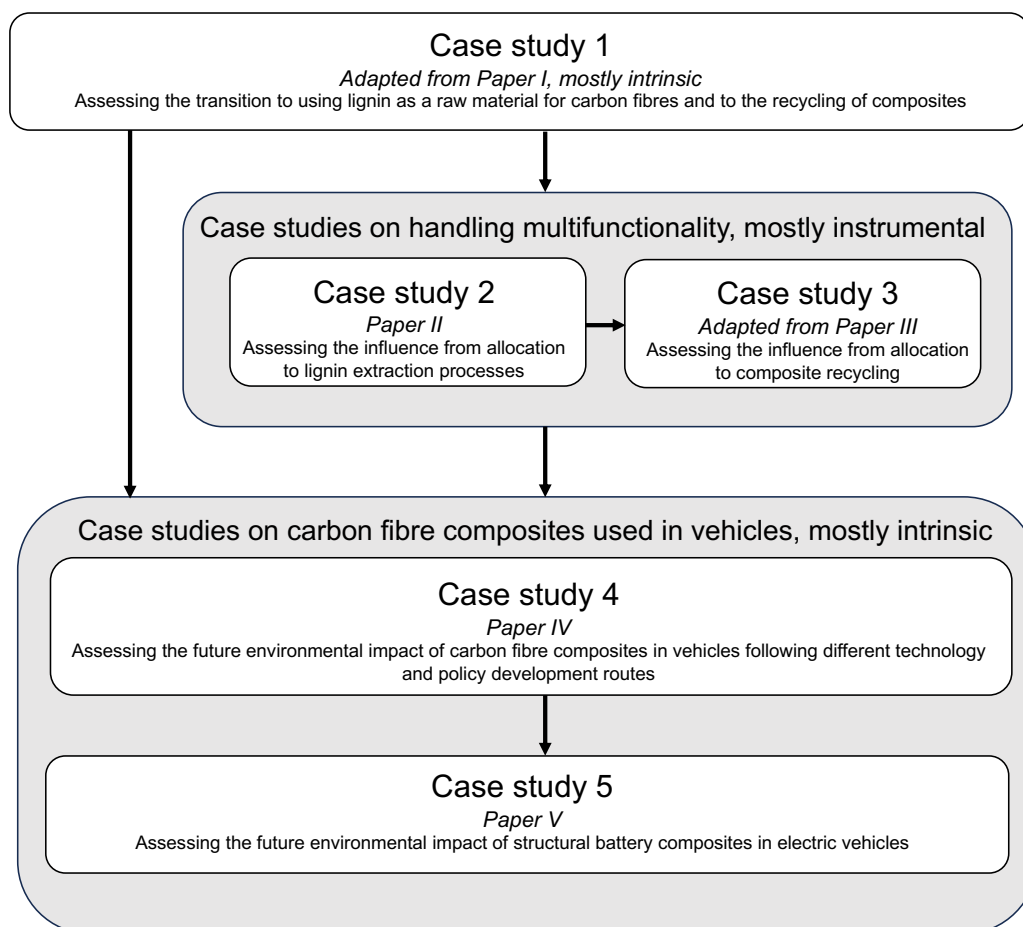 Case study 1
Adapted from Paper I, mostly intrinsic
Assessing the transition to using lignin as a raw material for carbon fibres and to the recycling of composites
Case studies on handling multifunctionality, mostly instrumental
Case study 2
Paper II
Assessing the influence from allocation
to lignin extraction processes
Case study 3
Adapted from Paper III
Assessing the influence from allocation
to composite recycling
Case studies on carbon fibre composites used in vehicles, mostly intrinsic
Case study 4
Paper IV
Assessing the future environmental impact of carbon fibre composites in vehicles following different technology
and policy development routes
Case study 5
Paper V
Assessing the future environmental impact of structural battery composites in electric vehicles